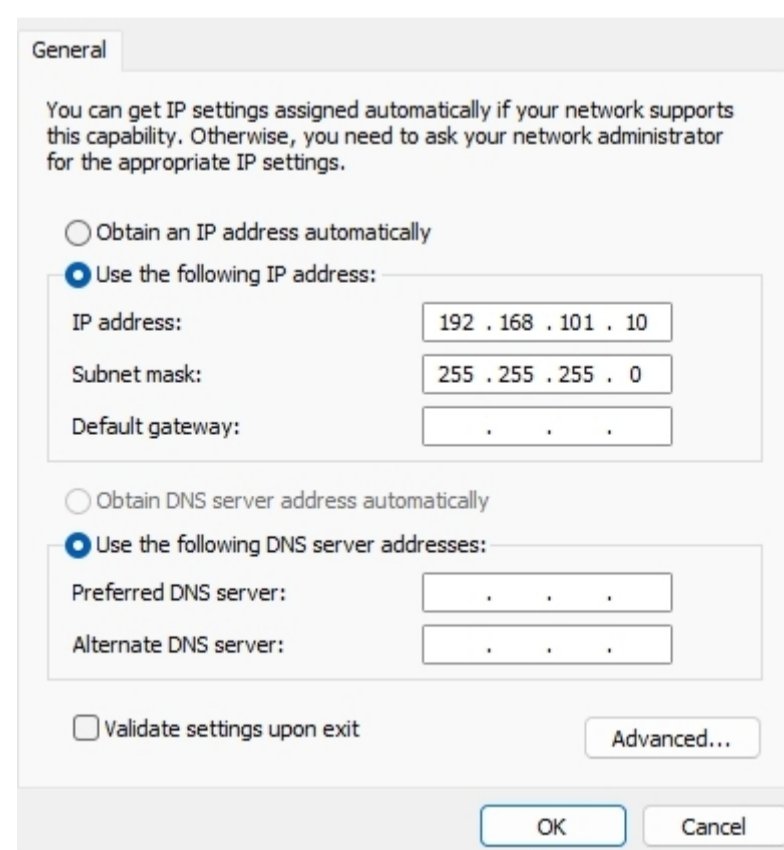 General
You can get IP settings assigned automatically if your network supports
this capability. Otherwise, you need to ask your network administrator
for the appropriate IP settings.
Obtain an IP address automatically
Use the following IP address:
IP address: 192 . 168 . 101 . 10
Subnet mask: 255 . 255 . 255 . 0
Default gateway: . . .
Obtain DNS server address automatically
Use the following DNS server addresses:
Preferred DNS server: . . .
Alternate DNS server: . . .
Validate settings upon exit
Advanced...
OK Cancel